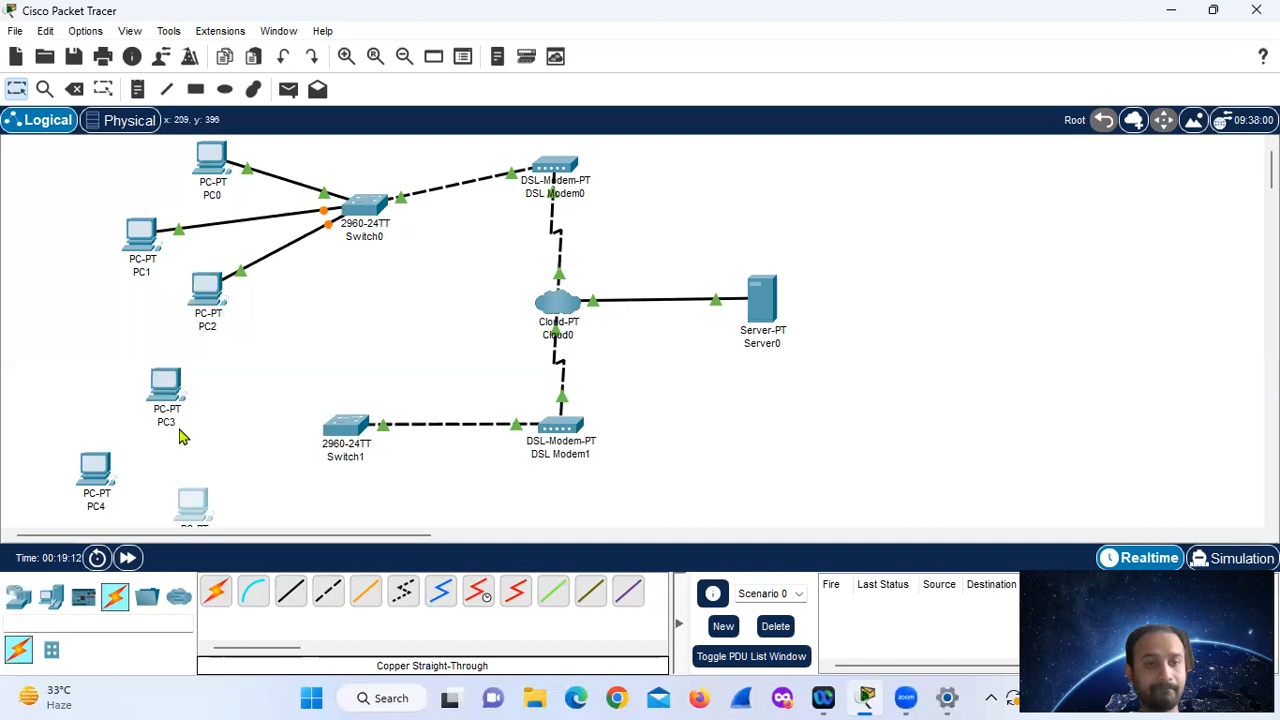 Cisco Packet Tracer
File Edit Options View Tools Extensions Window Help
Logical Physical x: 209, y: 396 Root 09:38:00
PC-PT
PC0
2960-24TT
Switch0
DSL-Modem-PT
DSL Modem0
PC-PT
PC1
PC-PT
PC2
Cloud-PT
Cloud0
Server-PT
Server0
PC-PT
PC3
2960-24TT
Switch1
DSL-Modem-PT
DSL Modem1
PC-PT
PC4
PC-PT
Time: 00:19:12 Realtime Simulation
Scenario 0
New Delete
Toggle PDU List Window
Fire Last Status Source Destination
Copper Straight-Through
33°C
Haze
Search
zoom